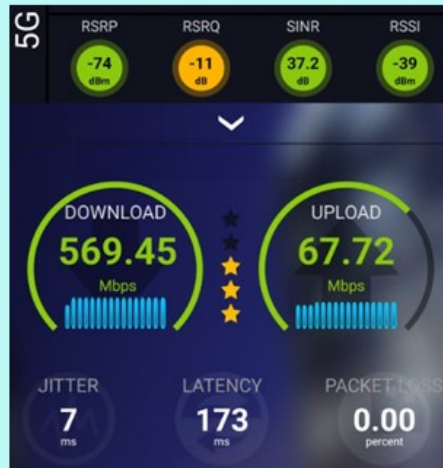 5G
RSRP RSRQ SINR RSSI
-74 -11 37.2 -39
dBm dB dB dBm
DOWNLOAD UPLOAD
569.45 67.72
Mbps Mbps
JITTER LATENCY PACKET LOSS
7 173 0.00
ms ms percent